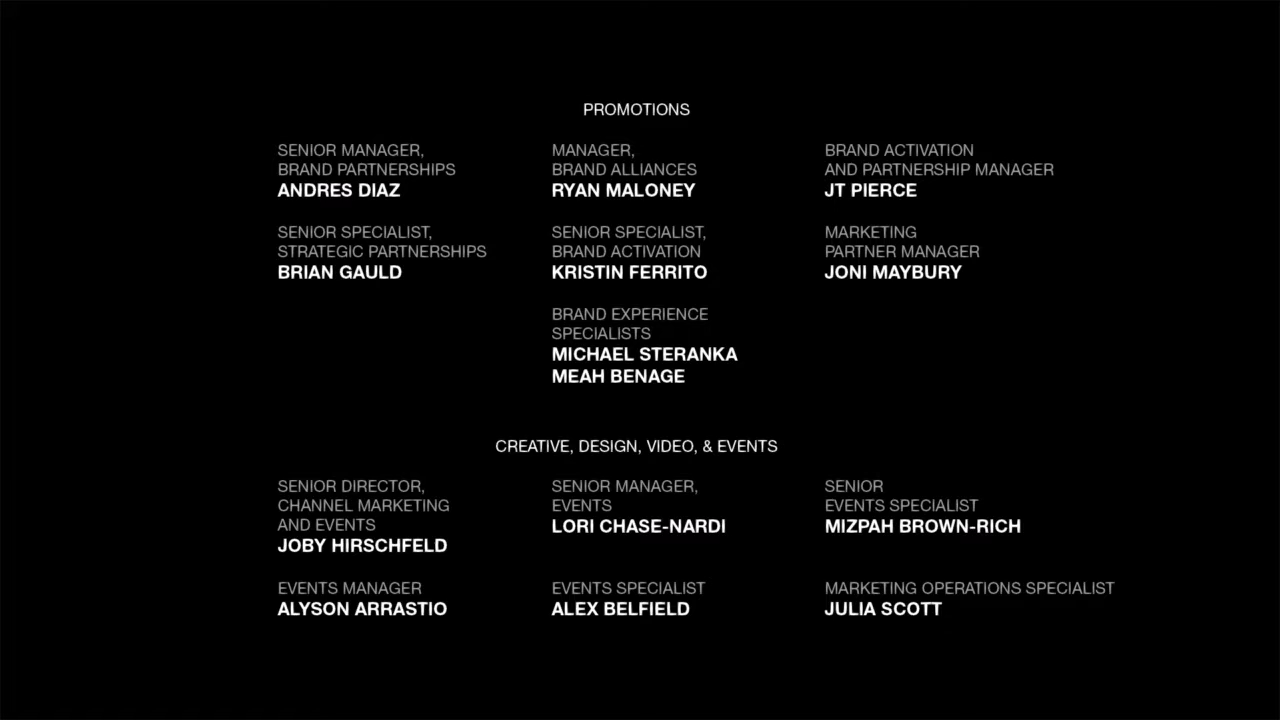 PROMOTIONS
SENIOR MANAGER,
BRAND PARTNERSHIPS
ANDRES DIAZ
MANAGER,
BRAND ALLIANCES
RYAN MALONEY
BRAND ACTIVATION
AND PARTNERSHIP MANAGER
JT PIERCE
SENIOR SPECIALIST,
STRATEGIC PARTNERSHIPS
BRIAN GAULD
SENIOR SPECIALIST,
BRAND ACTIVATION
KRISTIN FERRITO
MARKETING
PARTNER MANAGER
JONI MAYBURY
BRAND EXPERIENCE
SPECIALISTS
MICHAEL STERANKA
MEAH BENAGE
CREATIVE, DESIGN, VIDEO, & EVENTS
SENIOR DIRECTOR,
CHANNEL MARKETING
AND EVENTS
JOBY HIRSCHFELD
SENIOR MANAGER,
EVENTS
LORI CHASE-NARDI
SENIOR
EVENTS SPECIALIST
MIZPAH BROWN-RICH
EVENTS MANAGER
ALYSON ARRASTIO
EVENTS SPECIALIST
ALEX BELFIELD
MARKETING OPERATIONS SPECIALIST
JULIA SCOTT